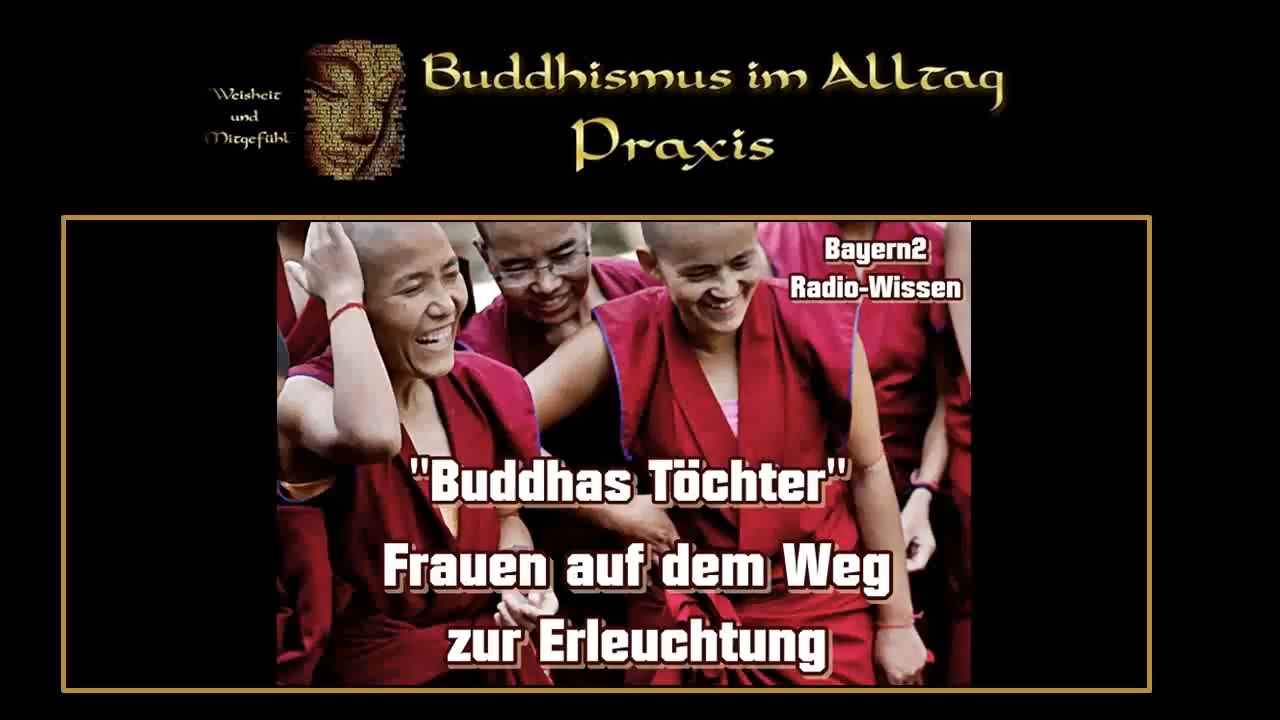 Weisheit
und
Mitgefühl
Buddhismus im Alltag
Praxis
Bayern2
Radio-Wissen
"Buddhas Töchter"
Frauen auf dem Weg
zur Erleuchtung